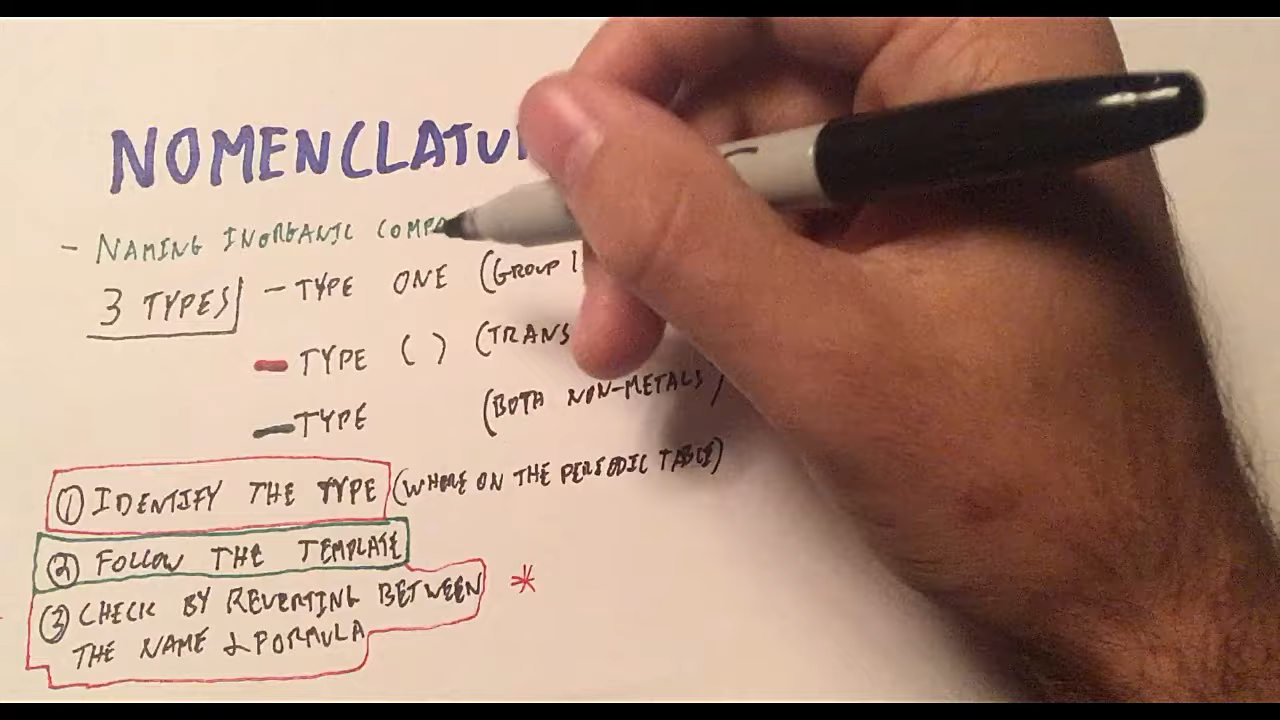 NOMENCLATU
- NAMING INORGANIC COMP
3 TYPES - TYPE ONE (GROUP 1
- TYPE ( ) (TRANS
- TYPE (BOTH NON-METALS)
① IDENTIFY THE TYPE (WHERE ON THE PERIODIC TABLE)
② FOLLOW THE TEMPLATE
③ CHECK BY REVERTING BETWEEN *
THE NAME & FORMULA